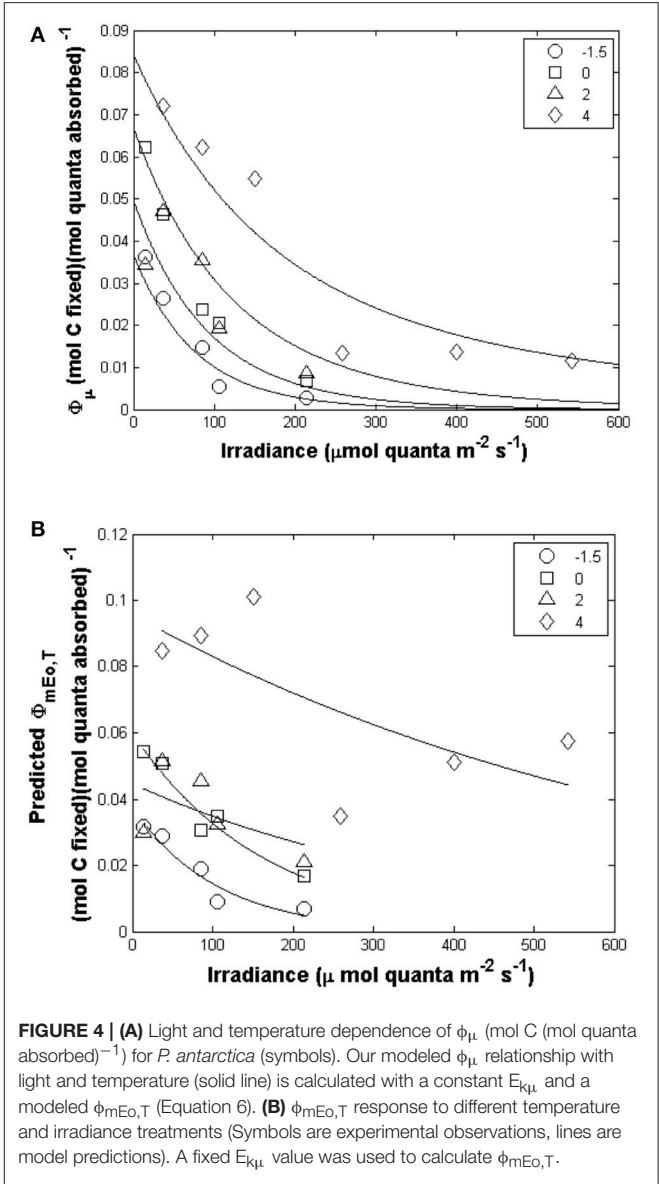 A
0.09
0.08
0.07
0.06
0.05
0.04
0.03
0.02
0.01
0
Φμ (mol C fixed)(mol quanta absorbed) -1
-1.5
0
2
4
0 100 200 300 400 500 600
Irradiance (μmol quanta m-2 s-1)
B
0.12
0.1
0.08
0.06
0.04
0.02
0
Predicted ΦmEo,T
(mol C fixed)(mol quanta absorbed) -1
-1.5
0
2
4
0 100 200 300 400 500 600
Irradiance (μ mol quanta m-2 s-1)
FIGURE 4 | (A) Light and temperature dependence of ϕμ (mol C (mol quanta
absorbed)−1) for P. antarctica (symbols). Our modeled ϕμ relationship with
light and temperature (solid line) is calculated with a constant Ekμ and a
modeled ϕmEo,T (Equation 6). (B) ϕmEo,T response to different temperature
and irradiance treatments (Symbols are experimental observations, lines are
model predictions). A fixed Ekμ value was used to calculate ϕmEo,T.